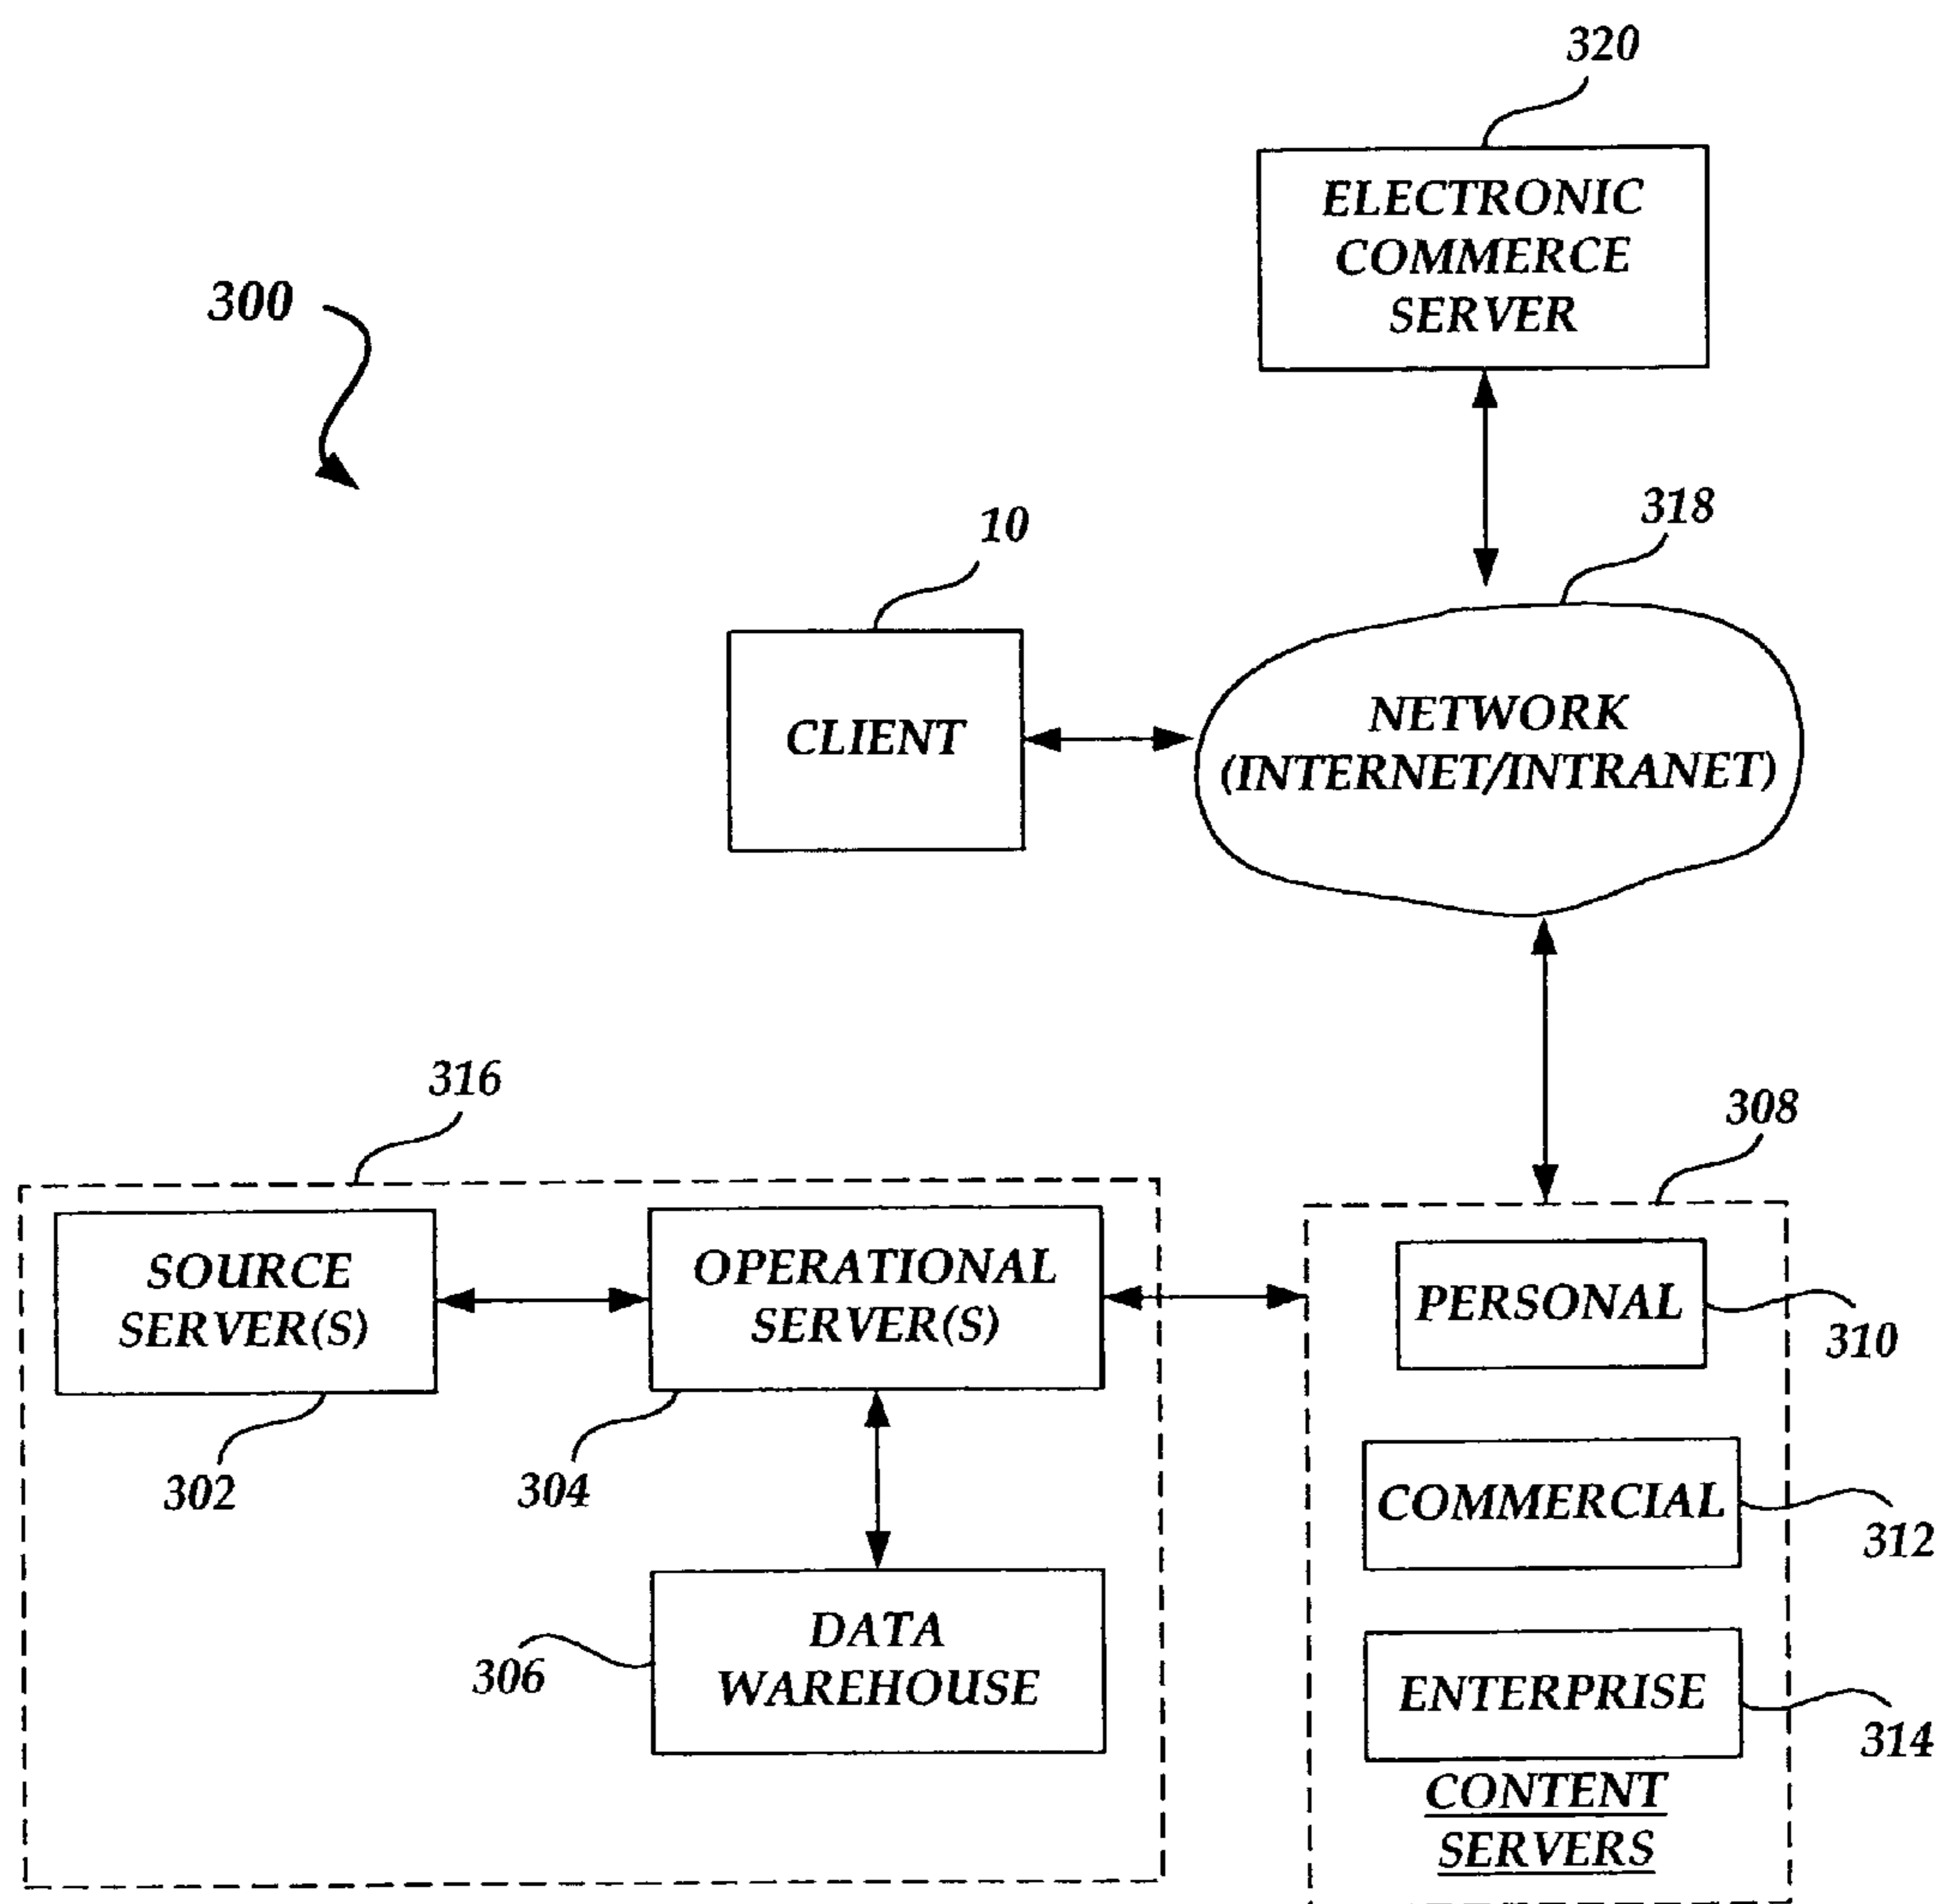 320
ELECTRONIC
COMMERCE
SERVER
300
318
10
CLIENT
NETWORK
(INTERNET/INTRANET)
316
308
SOURCE
SERVER(S)
OPERATIONAL
SERVER(S)
PERSONAL
310
302
304
COMMERCIAL
312
DATA
WAREHOUSE
306
ENTERPRISE
314
CONTENT
SERVERS